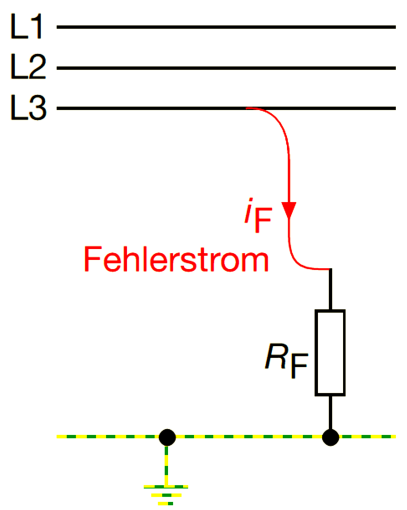 L1
L2
L3
iF
Fehlerstrom
RF